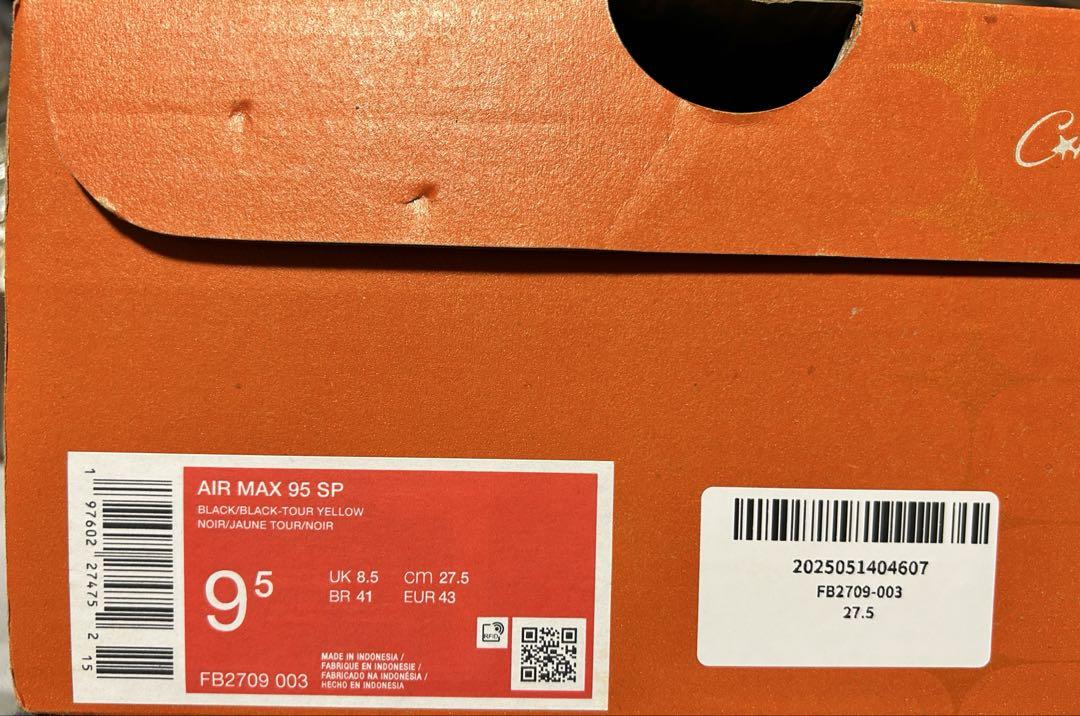 AIR MAX 95 SP
BLACK/BLACK-TOUR YELLOW
NOIR/JAUNE TOUR/NOIR
9 5
UK 8.5 cm 27.5
BR 41 EUR 43
RFID
MADE IN INDONESIA /
FABRIQUE EN INDONESIE /
FABRICADO NA INDONÉSIA /
HECHO EN INDONESIA
FB2709 003
1 97602 27475 2 15
2025051404607
FB2709-003
27.5